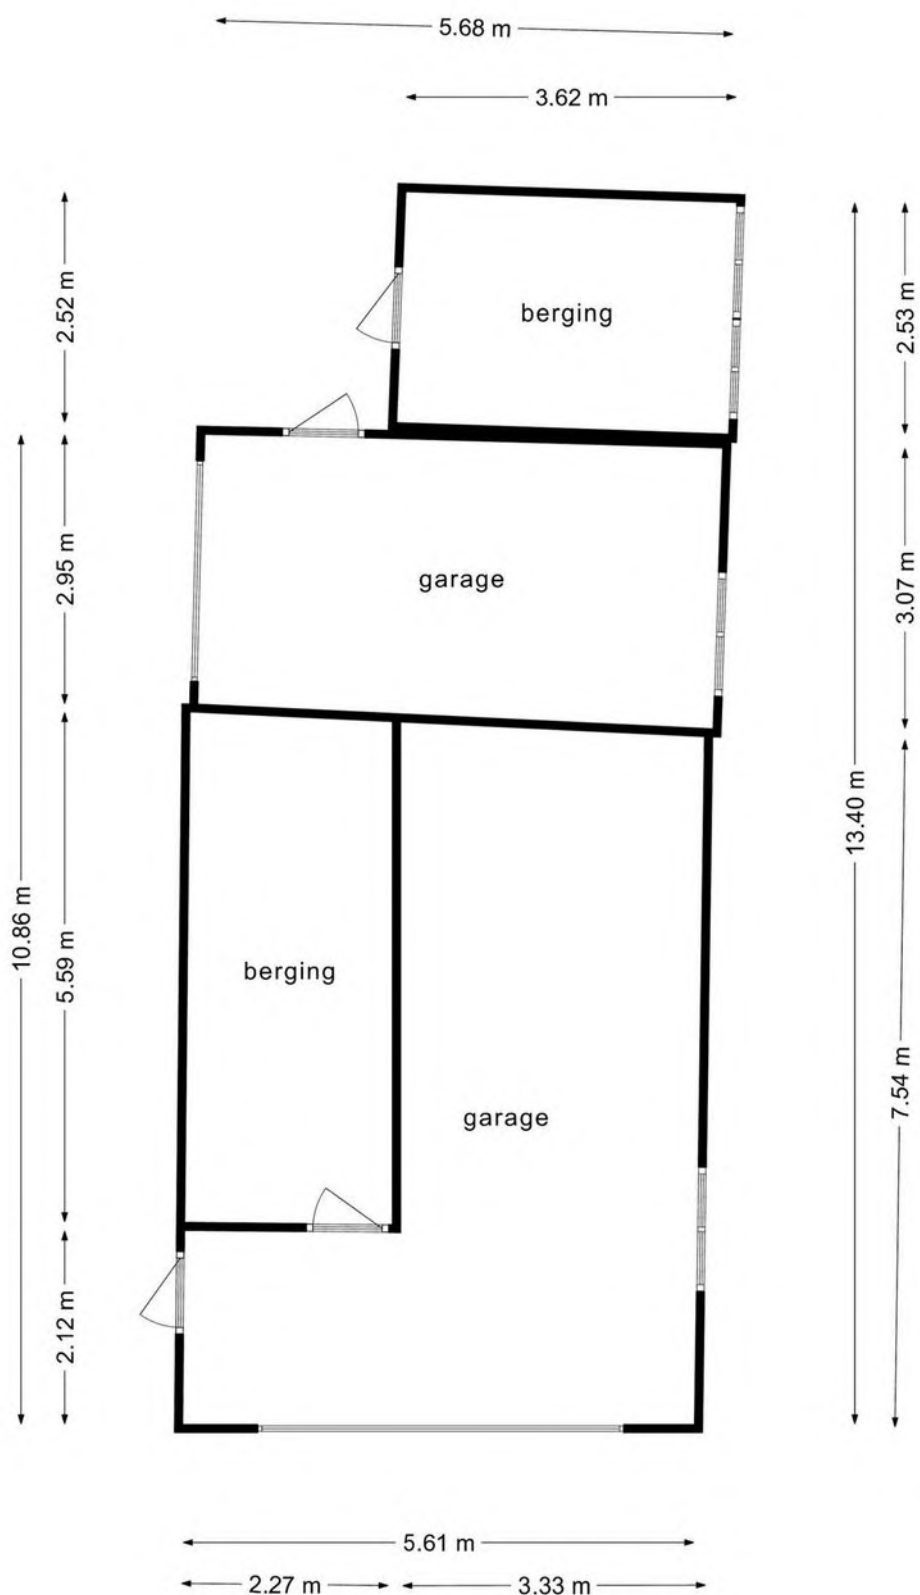 5.68 m
3.62 m
2.52 m
berging
2.53 m
2.95 m
garage
3.07 m
13.40 m
10.86 m
5.59 m
berging
7.54 m
garage
2.12 m
5.61 m
2.27 m
3.33 m